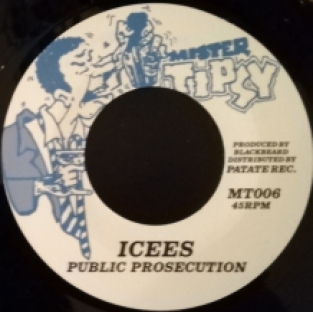 MISTER
TIPSY
PRODUCED BY
BLACKBEARD
DISTRIBUTED BY
PATATE REC.
MT006
45RPM
ICEES
PUBLIC PROSECUTION